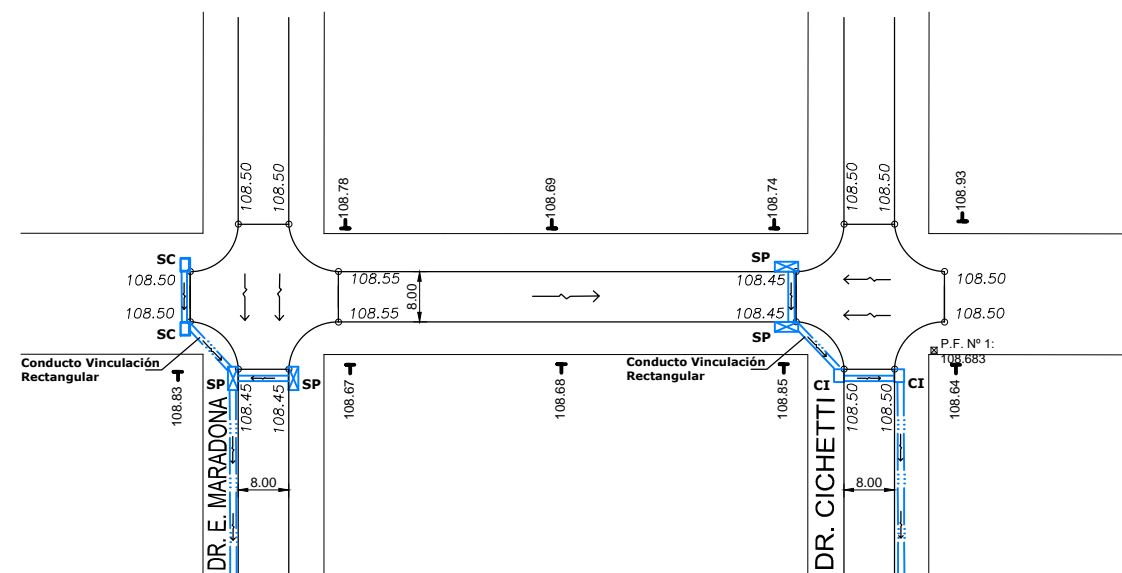 108.50
108.50
108.78
108.69
108.74
108.50
108.50
108.93
SC
108.50
108.50
SC
108.55
108.55
8.00
SP
108.45
108.45
SP
108.50
108.50
Conducto Vinculación
Rectangular
Conducto Vinculación
Rectangular
P.F. Nº 1:
108.683
108.83
SP
SP
108.45
108.45
108.87
108.88
108.85
CI
CI
108.50
108.50
108.64
8.00
8.00
DR. E. MARADONA
DR. CICHETTI